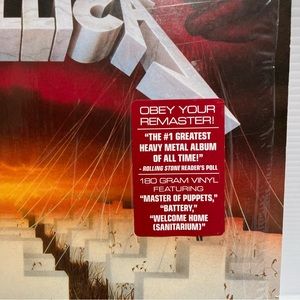 LLICA
OBEY YOUR
REMASTER!
"THE #1 GREATEST
HEAVY METAL ALBUM
OF ALL TIME!"
- ROLLING STONE READER'S POLL
180 GRAM VINYL
FEATURING
"MASTER OF PUPPETS,"
"BATTERY,"
"WELCOME HOME
(SANITARIUM)"